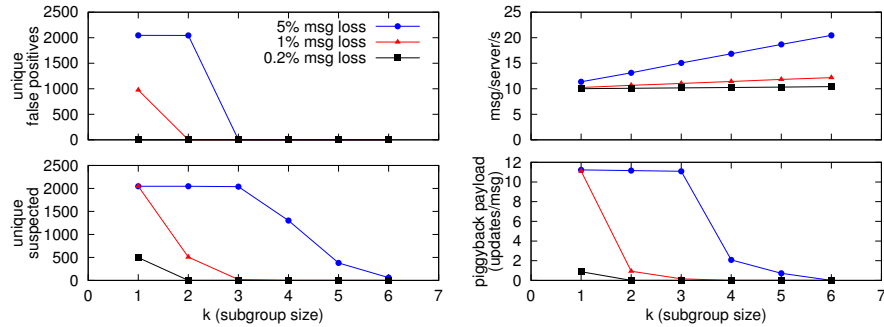 unique
false positives
2500
2000
1500
1000
500
0
5% msg loss
1% msg loss
0.2% msg loss
msg/server/s
25
20
15
10
5
0
unique
suspected
2500
2000
1500
1000
500
0
0 1 2 3 4 5 6 7
k (subgroup size)
piggyback payload
(updates/msg)
12
10
8
6
4
2
0
0 1 2 3 4 5 6 7
k (subgroup size)